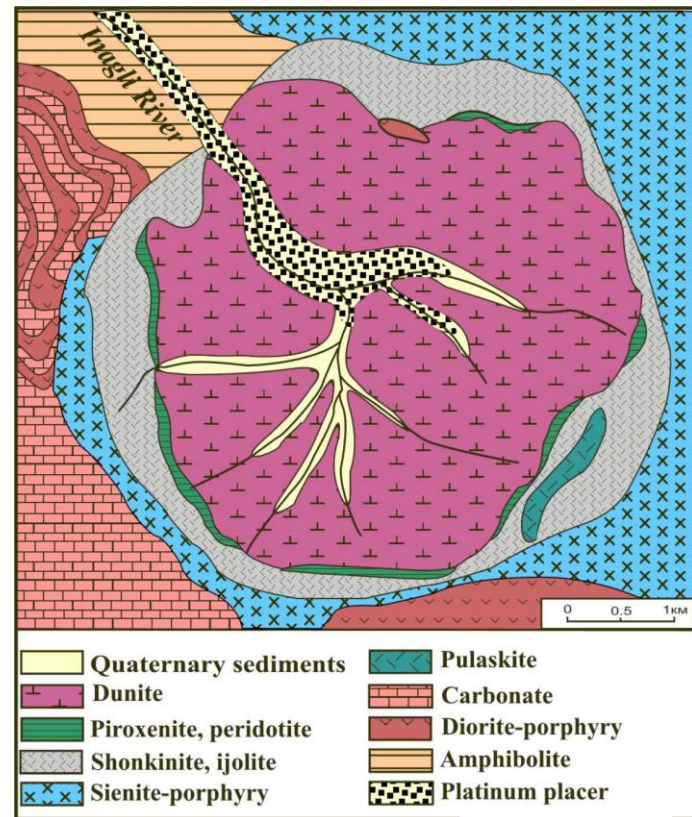 Inagli River
0 0.5 1км
Quaternary sediments
Dunite
Piroxenite, peridotite
Shonkinite, ijolite
Sienite-porphyry
Pulaskite
Carbonate
Diorite-porphyry
Amphibolite
Platinum placer